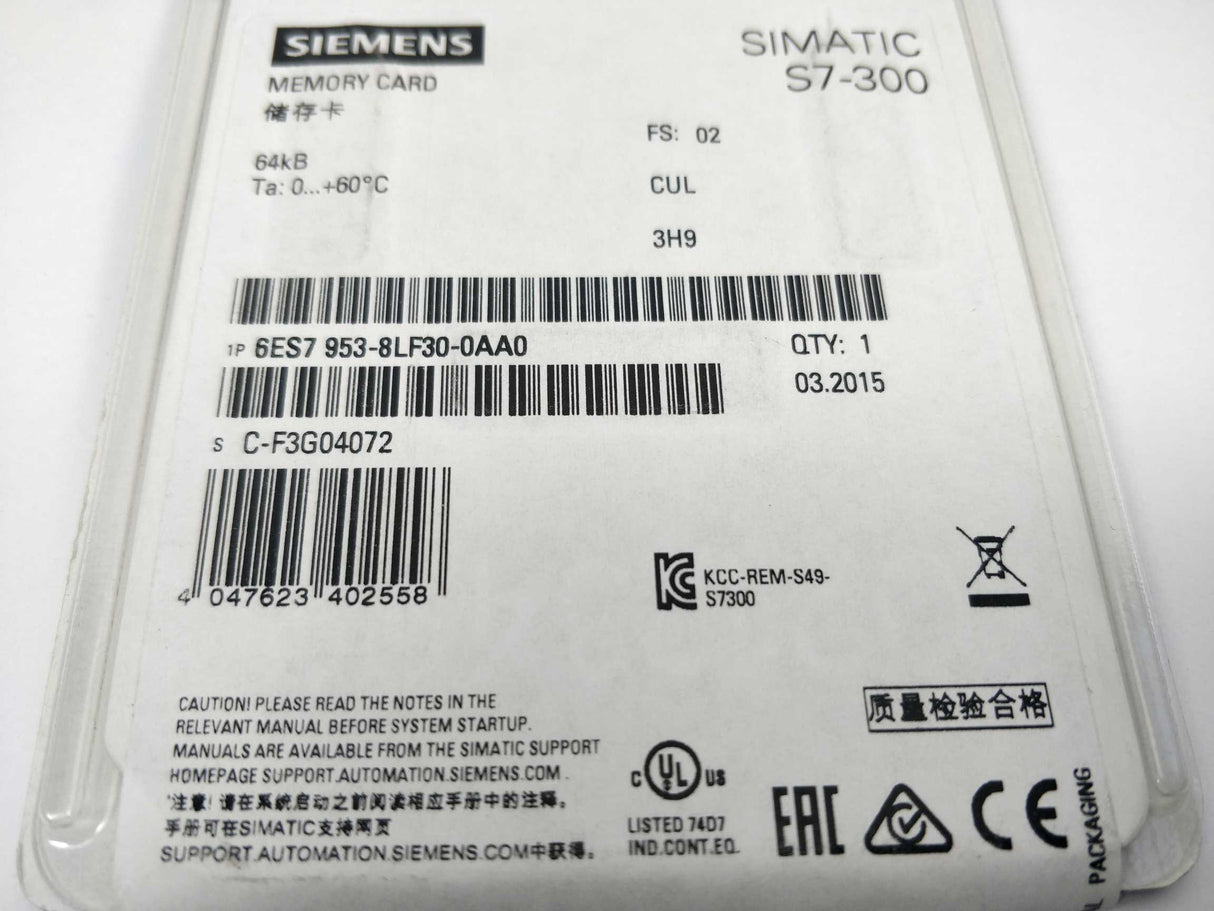 SIEMENS
SIMATIC
S7-300
MEMORY CARD
储存卡
FS: 02
64kB
Ta: 0...+60°C
CUL
3H9
1P 6ES7 953-8LF30-0AA0
QTY: 1
03.2015
S C-F3G04072
4 047623 402558
KCC-REM-S49-
S7300
CAUTION! PLEASE READ THE NOTES IN THE
RELEVANT MANUAL BEFORE SYSTEM STARTUP.
MANUALS ARE AVAILABLE FROM THE SIMATIC SUPPORT
HOMEPAGE SUPPORT.AUTOMATION.SIEMENS.COM.
注意! 请在系统启动之前阅读相应手册中的注释。
手册可在SIMATIC支持网页
SUPPORT.AUTOMATION.SIEMENS.COM中获得。
质量检验合格
C UL US
LISTED 74D7
IND.CONT.EQ.
EAC
CE
PACKAGING